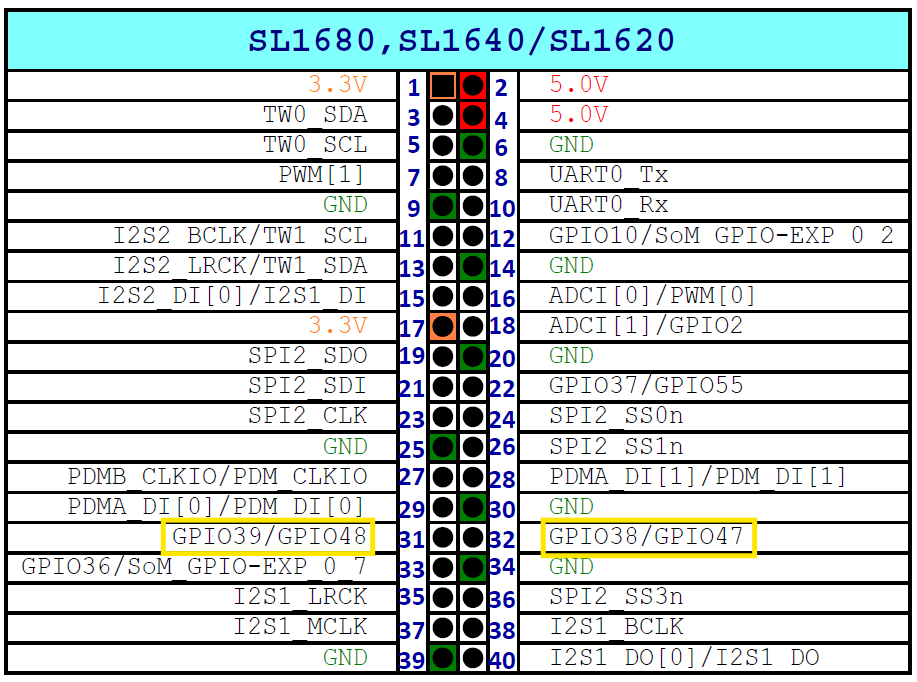 SL1680,SL1640/SL1620
3.3V 1 2 5.0V
TW0_SDA 3 4 5.0V
TW0_SCL 5 6 GND
PWM[1] 7 8 UART0_Tx
GND 9 10 UART0_Rx
I2S2_BCLK/TW1_SCL 11 12 GPIO10/SoM_GPIO-EXP_0_2
I2S2_LRCK/TW1_SDA 13 14 GND
I2S2_DI[0]/I2S1_DI 15 16 ADCI[0]/PWM[0]
3.3V 17 18 ADCI[1]/GPIO2
SPI2_SDO 19 20 GND
SPI2_SDI 21 22 GPIO37/GPIO55
SPI2_CLK 23 24 SPI2_SS0n
GND 25 26 SPI2_SS1n
PDMB_CLKIO/PDM_CLKIO 27 28 PDMA_DI[1]/PDM_DI[1]
PDMA_DI[0]/PDM_DI[0] 29 30 GND
GPIO39/GPIO48 31 32 GPIO38/GPIO47
GPIO36/SoM_GPIO-EXP_0_7 33 34 GND
I2S1_LRCK 35 36 SPI2_SS3n
I2S1_MCLK 37 38 I2S1_BCLK
GND 39 40 I2S1_DO[0]/I2S1_DO